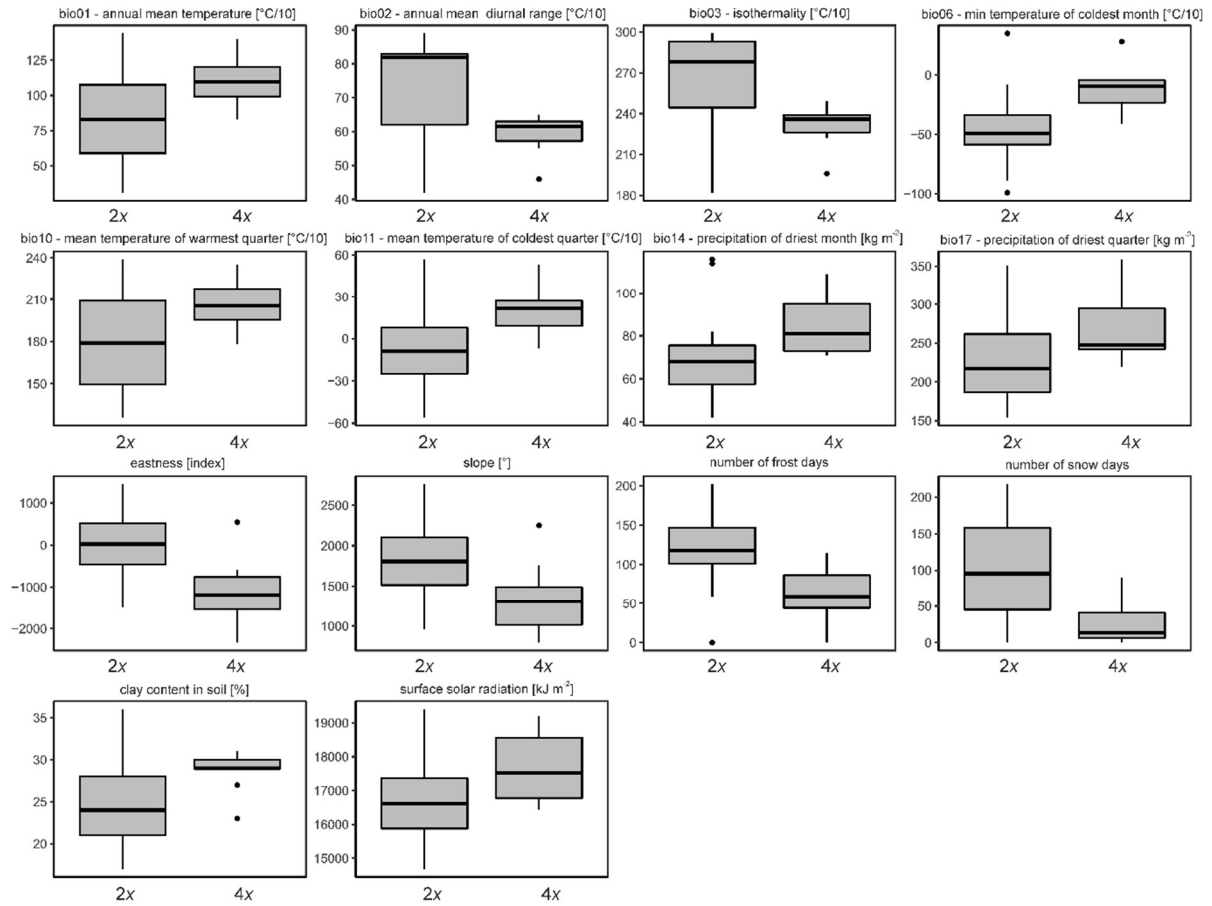 bio01 - annual mean temperature [°C/10]
bio02 - annual mean diurnal range [°C/10]
bio03 - isothermality [°C/10]
bio06 - min temperature of coldest month [°C/10]
125
100
75
50
2x
4x
90
80
70
60
50
40
2x
4x
300
270
240
210
180
2x
4x
0
−50
−100
2x
4x
bio10 - mean temperature of warmest quarter [°C/10]
bio11 - mean temperature of coldest quarter [°C/10]
bio14 - precipitation of driest month [kg m⁻²]
bio17 - precipitation of driest quarter [kg m⁻²]
240
210
180
150
2x
4x
60
30
0
−30
−60
2x
4x
100
80
60
40
2x
4x
350
300
250
200
150
2x
4x
eastness [index]
slope [°]
number of frost days
number of snow days
1000
0
−1000
−2000
2x
4x
2500
2000
1500
1000
2x
4x
200
150
100
50
0
2x
4x
200
150
100
50
0
2x
4x
clay content in soil [%]
surface solar radiation [kJ m⁻²]
35
30
25
20
2x
4x
19000
18000
17000
16000
15000
2x
4x